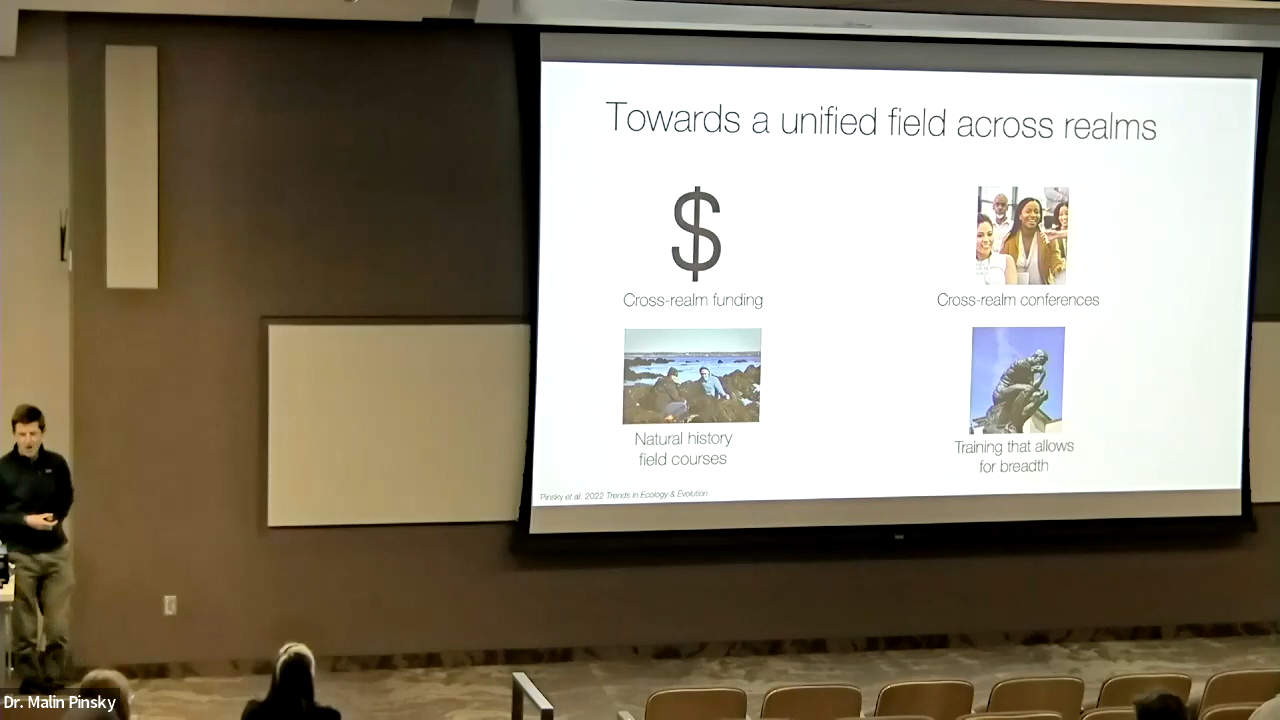 Towards a unified field across realms
$
Cross-realm funding
Cross-realm conferences
Natural history
field courses
Training that allows
for breadth
Pinsky et al. 2022 Trends in Ecology & Evolution
Dr. Malin Pinsky